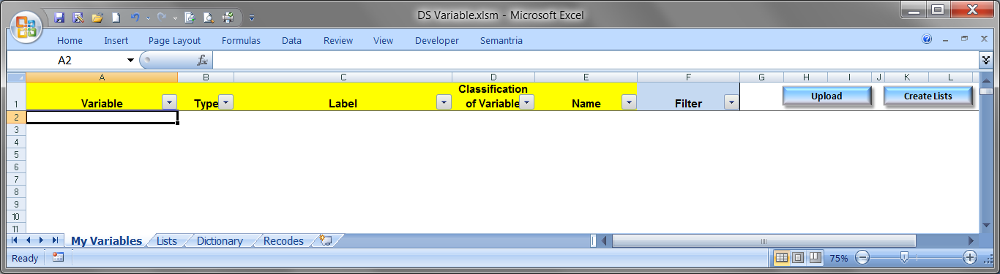 DS Variable.xlsm - Microsoft Excel
Home Insert Page Layout Formulas Data Review View Developer Semantria
A2 fx
A B C D E F G H I J K L
1 Variable Type Label Classification of Variable Name Filter Upload Create Lists
2
3
4
5
6
7
8
9
10
11
My Variables Lists Dictionary Recodes
Ready 75%